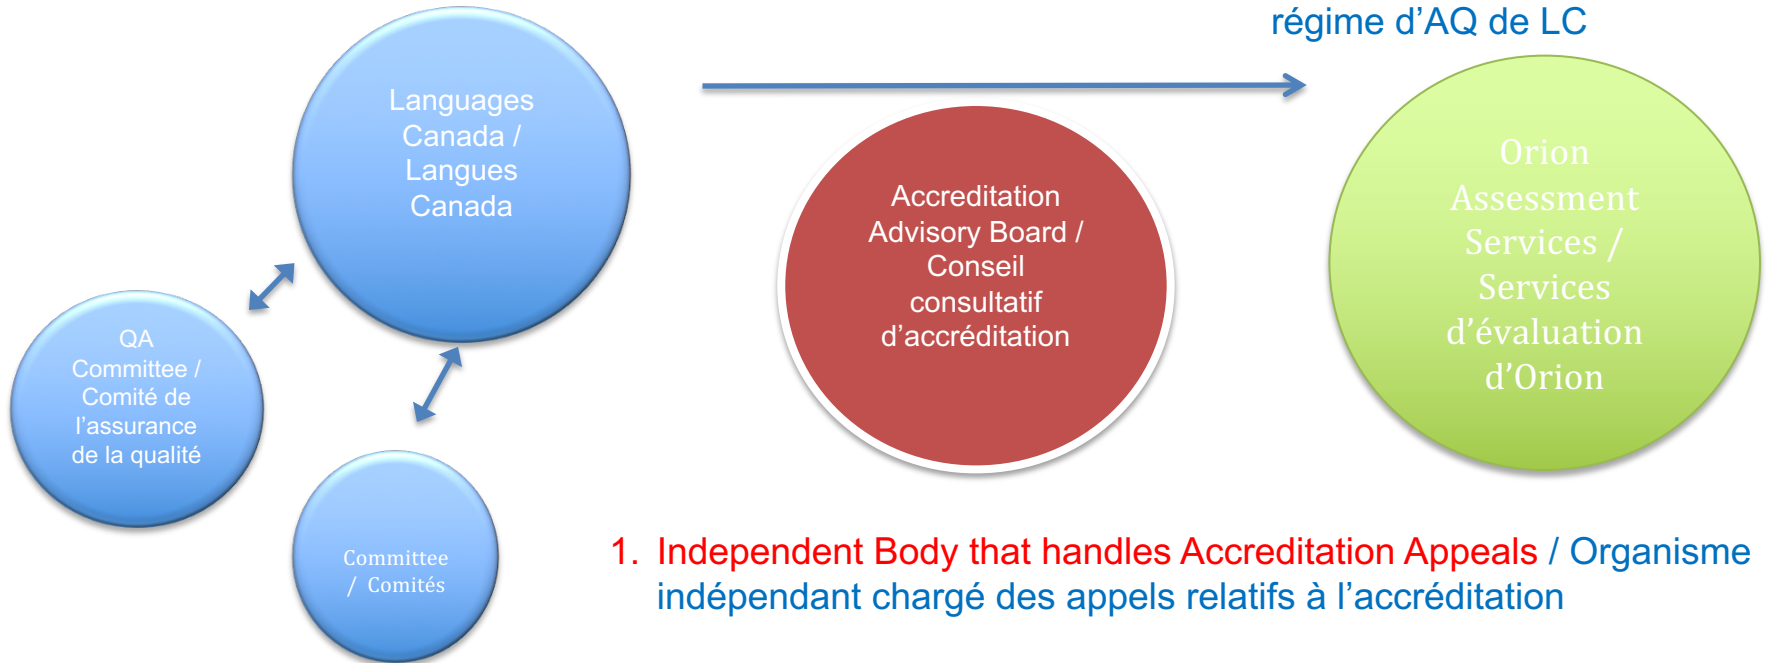 régime d’AQ de LC
Languages
Canada /
Langues
Canada
Accreditation
Advisory Board /
Conseil
consultatif
d’accréditation
Orion
Assessment
Services /
Services
d’évaluation
d’Orion
QA
Committee /
Comité de
l’assurance
de la qualité
Committee
/ Comités
1. Independent Body that handles Accreditation Appeals / Organisme
indépendant chargé des appels relatifs à l’accréditation